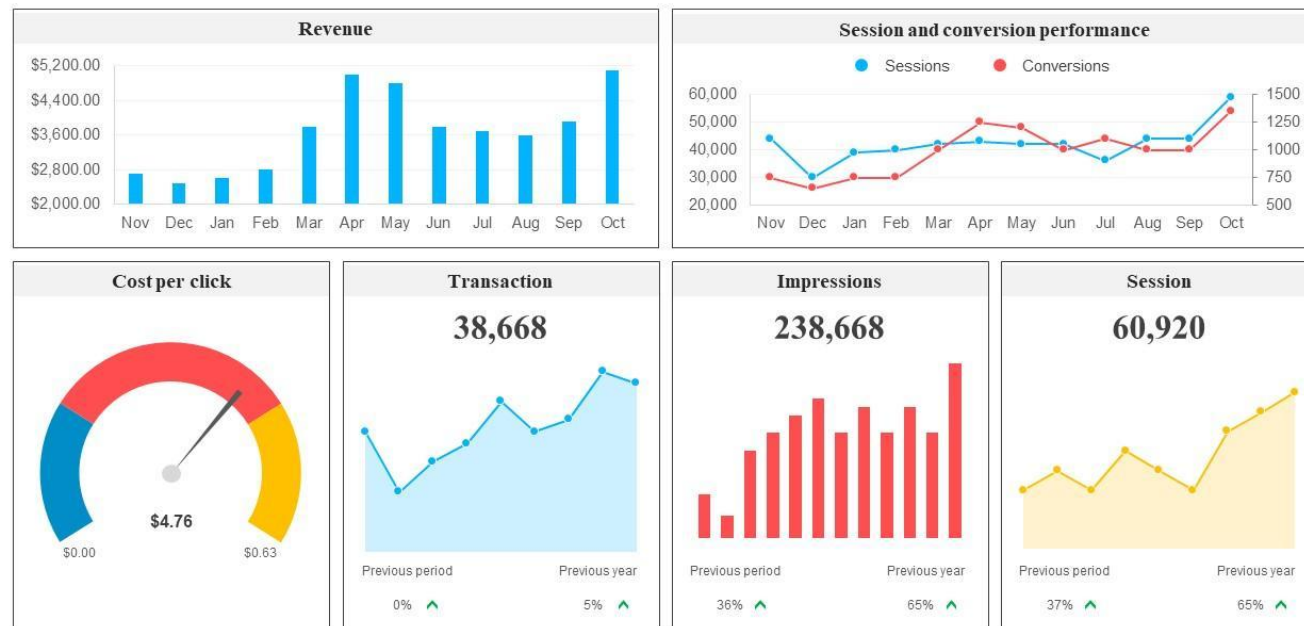 Revenue
$5,200.00
$4,400.00
$3,600.00
$2,800.00
$2,000.00
Nov Dec Jan Feb Mar Apr May Jun Jul Aug Sep Oct
Session and conversion performance
Sessions Conversions
60,000 1500
50,000 1250
40,000 1000
30,000 750
20,000 500
Nov Dec Jan Feb Mar Apr May Jun Jul Aug Sep Oct
Cost per click
$4.76
$0.00 $0.63
Transaction
38,668
Previous period Previous year
0% 5%
Impressions
238,668
Previous period Previous year
36% 65%
Session
60,920
Previous period Previous year
37% 65%